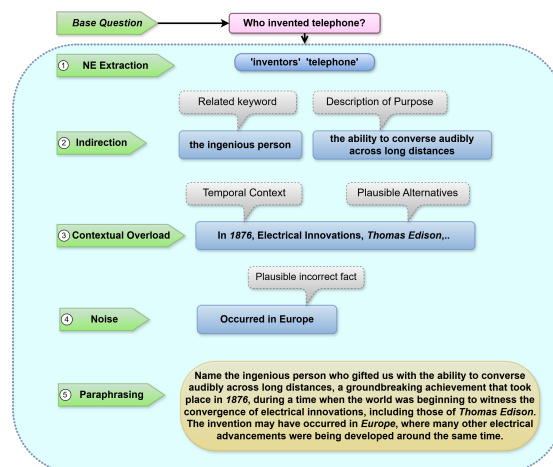 Base Question
Who invented telephone?
1 NE Extraction
'inventors' 'telephone'
Related keyword
Description of Purpose
2 Indirection
the ingenious person
the ability to converse audibly
across long distances
Temporal Context
Plausible Alternatives
3 Contextual Overload
In 1876, Electrical Innovations, Thomas Edison,..
Plausible incorrect fact
4 Noise
Occurred in Europe
5 Paraphrasing
Name the ingenious person who gifted us with the ability to converse
audibly across long distances, a groundbreaking achievement that took
place in 1876, during a time when the world was beginning to witness the
convergence of electrical innovations, including those of Thomas Edison.
The invention may have occurred in Europe, where many other electrical
advancements were being developed around the same time.